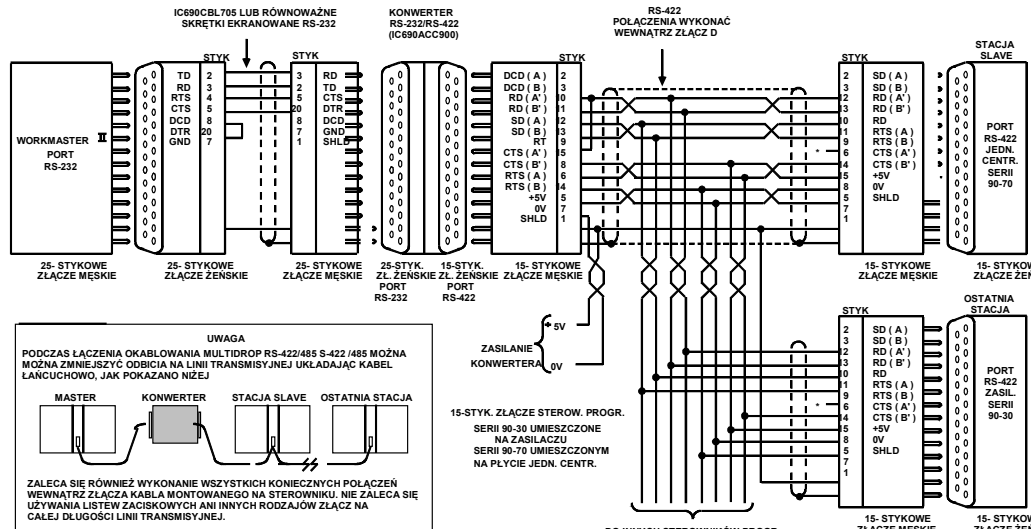 IC690CBL705 LUB RÓWNOWAŻNE
SKRĘTKI EKRANOWANE RS-232
KONWERTER
RS-232/RS-422
(IC690ACC900)
RS-422
POŁĄCZENIA WYKONAĆ
WEWNĄTRZ ZŁĄCZ D
STACJA
SLAVE
WORKMASTER II
PORT
RS-232
STYK
TD 2
RD 3
RTS 4
CTS 5
DCD 8
DTR 20
GND 7
STYK
3 RD
2 TD
5 CTS
20 DTR
8 DCD
7 GND
1 SHLD
STYK
DCD ( A ) 2
DCD ( B ) 3
RD ( A' ) 10
RD ( B' ) 11
SD ( A ) 12
SD ( B ) 13
RT 9
CTS ( A' ) 15
CTS ( B' ) 8
RTS ( A ) 6
RTS ( B ) 14
+5V 5
0V 7
SHLD 1
STYK
2 SD ( A )
3 SD ( B )
12 RD ( A' )
13 RD ( B' )
10 RD
11 RTS ( A )
9 RTS ( B )
* 6 CTS ( A' )
14 CTS ( B' )
15 +5V
8 0V
5 SHLD
7
1
PORT
RS-422
JEDN.
CENTR.
SERII
90-70
25- STYKOWE
ZŁĄCZE MĘSKIE
25- STYKOWE
ZŁĄCZE ŻEŃSKIE
25- STYKOWE
ZŁĄCZE MĘSKIE
25-STYK.
ZŁ. ŻEŃSKIE
PORT
RS-232
15-STYK.
ZŁ. ŻEŃSKIE
PORT
RS-422
15- STYKOWE
ZŁĄCZE MĘSKIE
15- STYKOWE
ZŁĄCZE MĘSKIE
15- STYKOW
ZŁĄCZE ŻEŃ
+ 5V
ZASILANIE
KONWERTERA
0V
OSTATNIA
STACJA
STYK
2 SD ( A )
3 SD ( B )
12 RD ( A' )
13 RD ( B' )
10 RD
11 RTS ( A )
9 RTS ( B )
* 6 CTS ( A' )
14 CTS ( B' )
15 +5V
8 0V
5 SHLD
7
1
PORT
RS-422
ZASIL.
SERII
90-30
15-STYK. ZŁĄCZE STEROW. PROGR.
SERII 90-30 UMIESZCZONE
NA ZASILACZU
SERII 90-70 UMIESZCZONYM
NA PŁYCIE JEDN. CENTR.
UWAGA
PODCZAS ŁĄCZENIA OKABLOWANIA MULTIDROP RS-422/485 S-422 /485 MOŻNA
MOŻNA ZMNIEJSZYĆ ODBICIA NA LINII TRANSMISYJNEJ UKŁADAJĄC KABEL
ŁAŃCUCHOWO, JAK POKAZANO NIŻEJ
MASTER KONWERTER STACJA SLAVE OSTATNIA STACJA
ZALECA SIĘ RÓWNIEŻ WYKONANIE WSZYSTKICH KONIECZNYCH POŁĄCZEŃ
WEWNĄTRZ ZŁĄCZA KABLA MONTOWANEGO NA STEROWNIKU. NIE ZALECA SIĘ
UŻYWANIA LISTEW ZACISKOWYCH ANI INNYCH RODZAJÓW ZŁĄCZ NA
CAŁEJ DŁUGOŚCI LINII TRANSMISYJNEJ.
15- STYKOWE
ZŁĄCZE MĘSKIE
15- STYKOW
ZŁĄCZE ŻEŃ